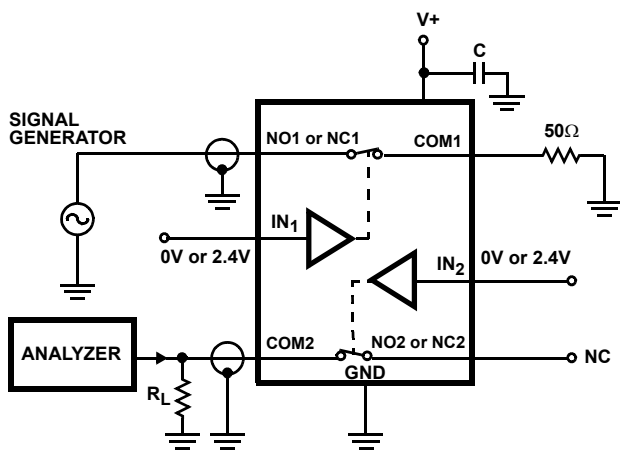 V+
C
SIGNAL
GENERATOR
NO1 or NC1
COM1
50Ω
IN1
0V or 2.4V
IN2
0V or 2.4V
ANALYZER
COM2
NO2 or NC2
NC
GND
RL